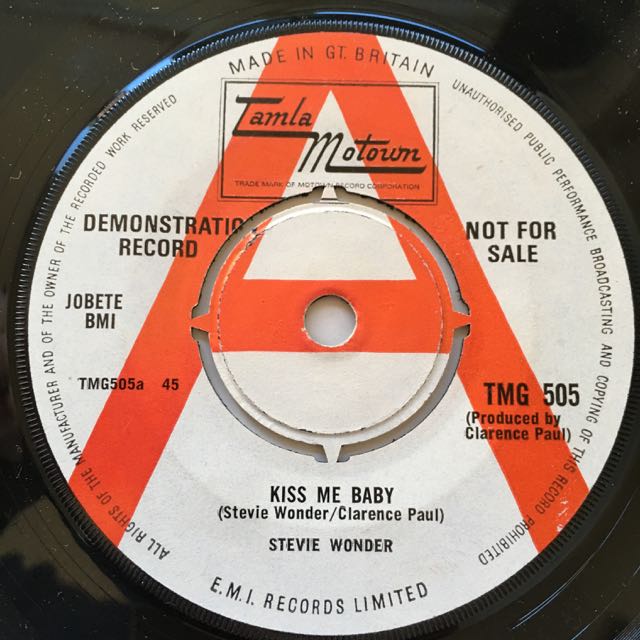 MADE IN GT. BRITAIN
Tamla
Motown
TRADE MARK OF MOTOWN RECORD CORPORATION
DEMONSTRATIO
RECORD
NOT FOR
SALE
JOBETE
BMI
TMG505a 45
TMG 505
(Produced by
Clarence Paul)
KISS ME BABY
(Stevie Wonder/Clarence Paul)
STEVIE WONDER
E.M.I. RECORDS LIMITED
ALL RIGHTS OF THE MANUFACTURER AND OF THE OWNER OF THE RECORDED WORK RESERVED
UNAUTHORISED PUBLIC PERFORMANCE BROADCASTING AND COPYING OF THIS RECORD PROHIBITED
A